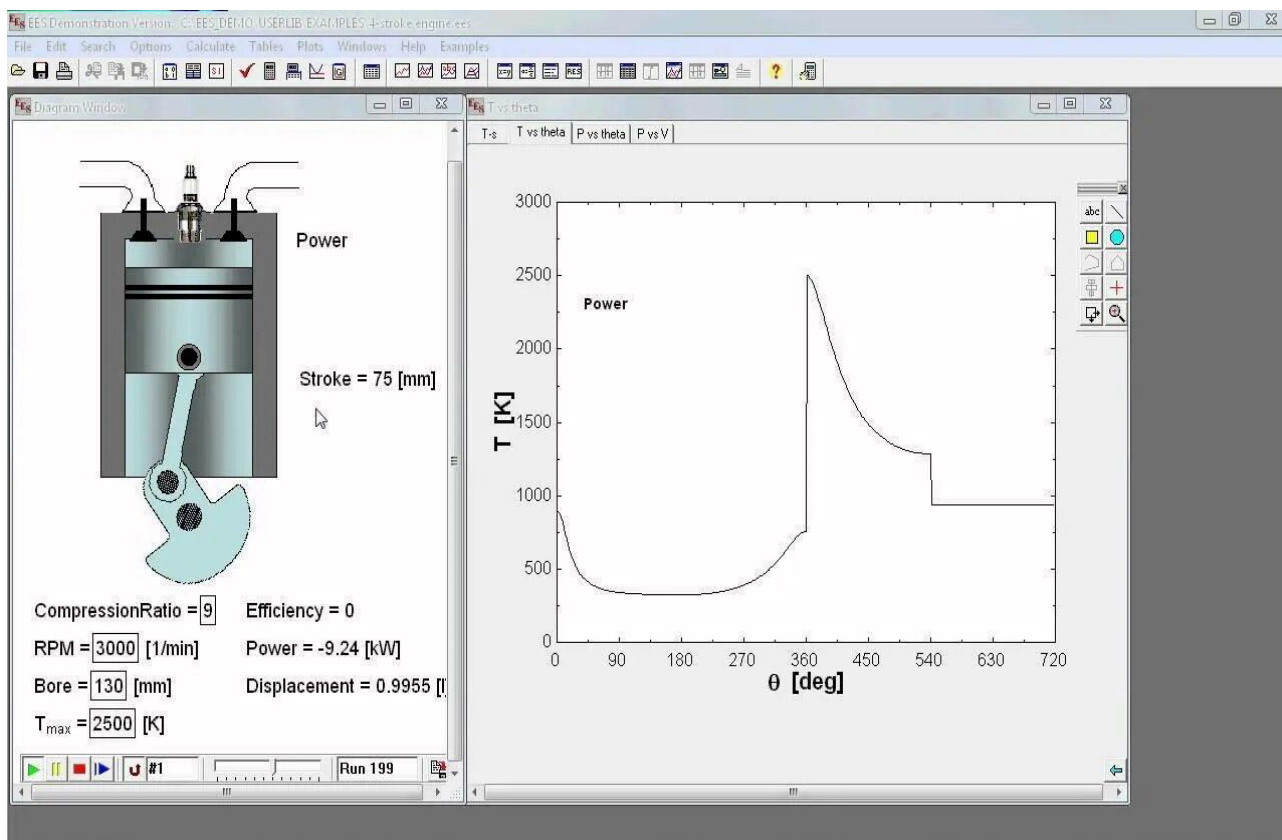 EES Demonstration Version: C:\EES_DEMO\USERLIB\EXAMPLES\4-stroke engine.ees
File Edit Search Options Calculate Tables Plots Windows Help Examples
Diagram Window
Power
Stroke = 75 [mm]
CompressionRatio = 9 Efficiency = 0
RPM = 3000 [1/min] Power = -9.24 [kW]
Bore = 130 [mm] Displacement = 0.9955 [l
Tmax = 2500 [K]
#1 Run 199
T vs theta
T-s T vs theta P vs theta P vs V
3000
2500
2000
1500
1000
500
0
T [K]
Power
0 90 180 270 360 450 540 630 720
θ [deg]
abc